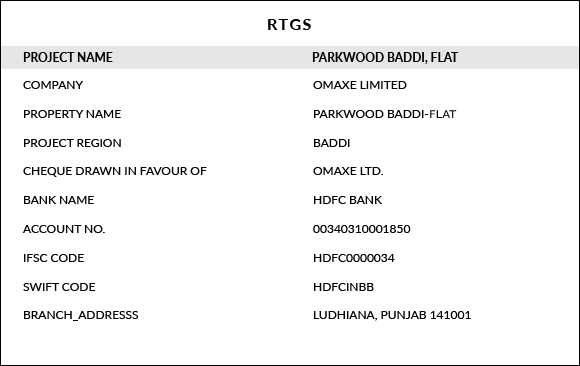 RTGS
PROJECT NAME PARKWOOD BADDI, FLAT
COMPANY OMAXE LIMITED
PROPERTY NAME PARKWOOD BADDI-FLAT
PROJECT REGION BADDI
CHEQUE DRAWN IN FAVOUR OF OMAXE LTD.
BANK NAME HDFC BANK
ACCOUNT NO. 00340310001850
IFSC CODE HDFC0000034
SWIFT CODE HDFCINBB
BRANCH_ADDRESSS LUDHIANA, PUNJAB 141001